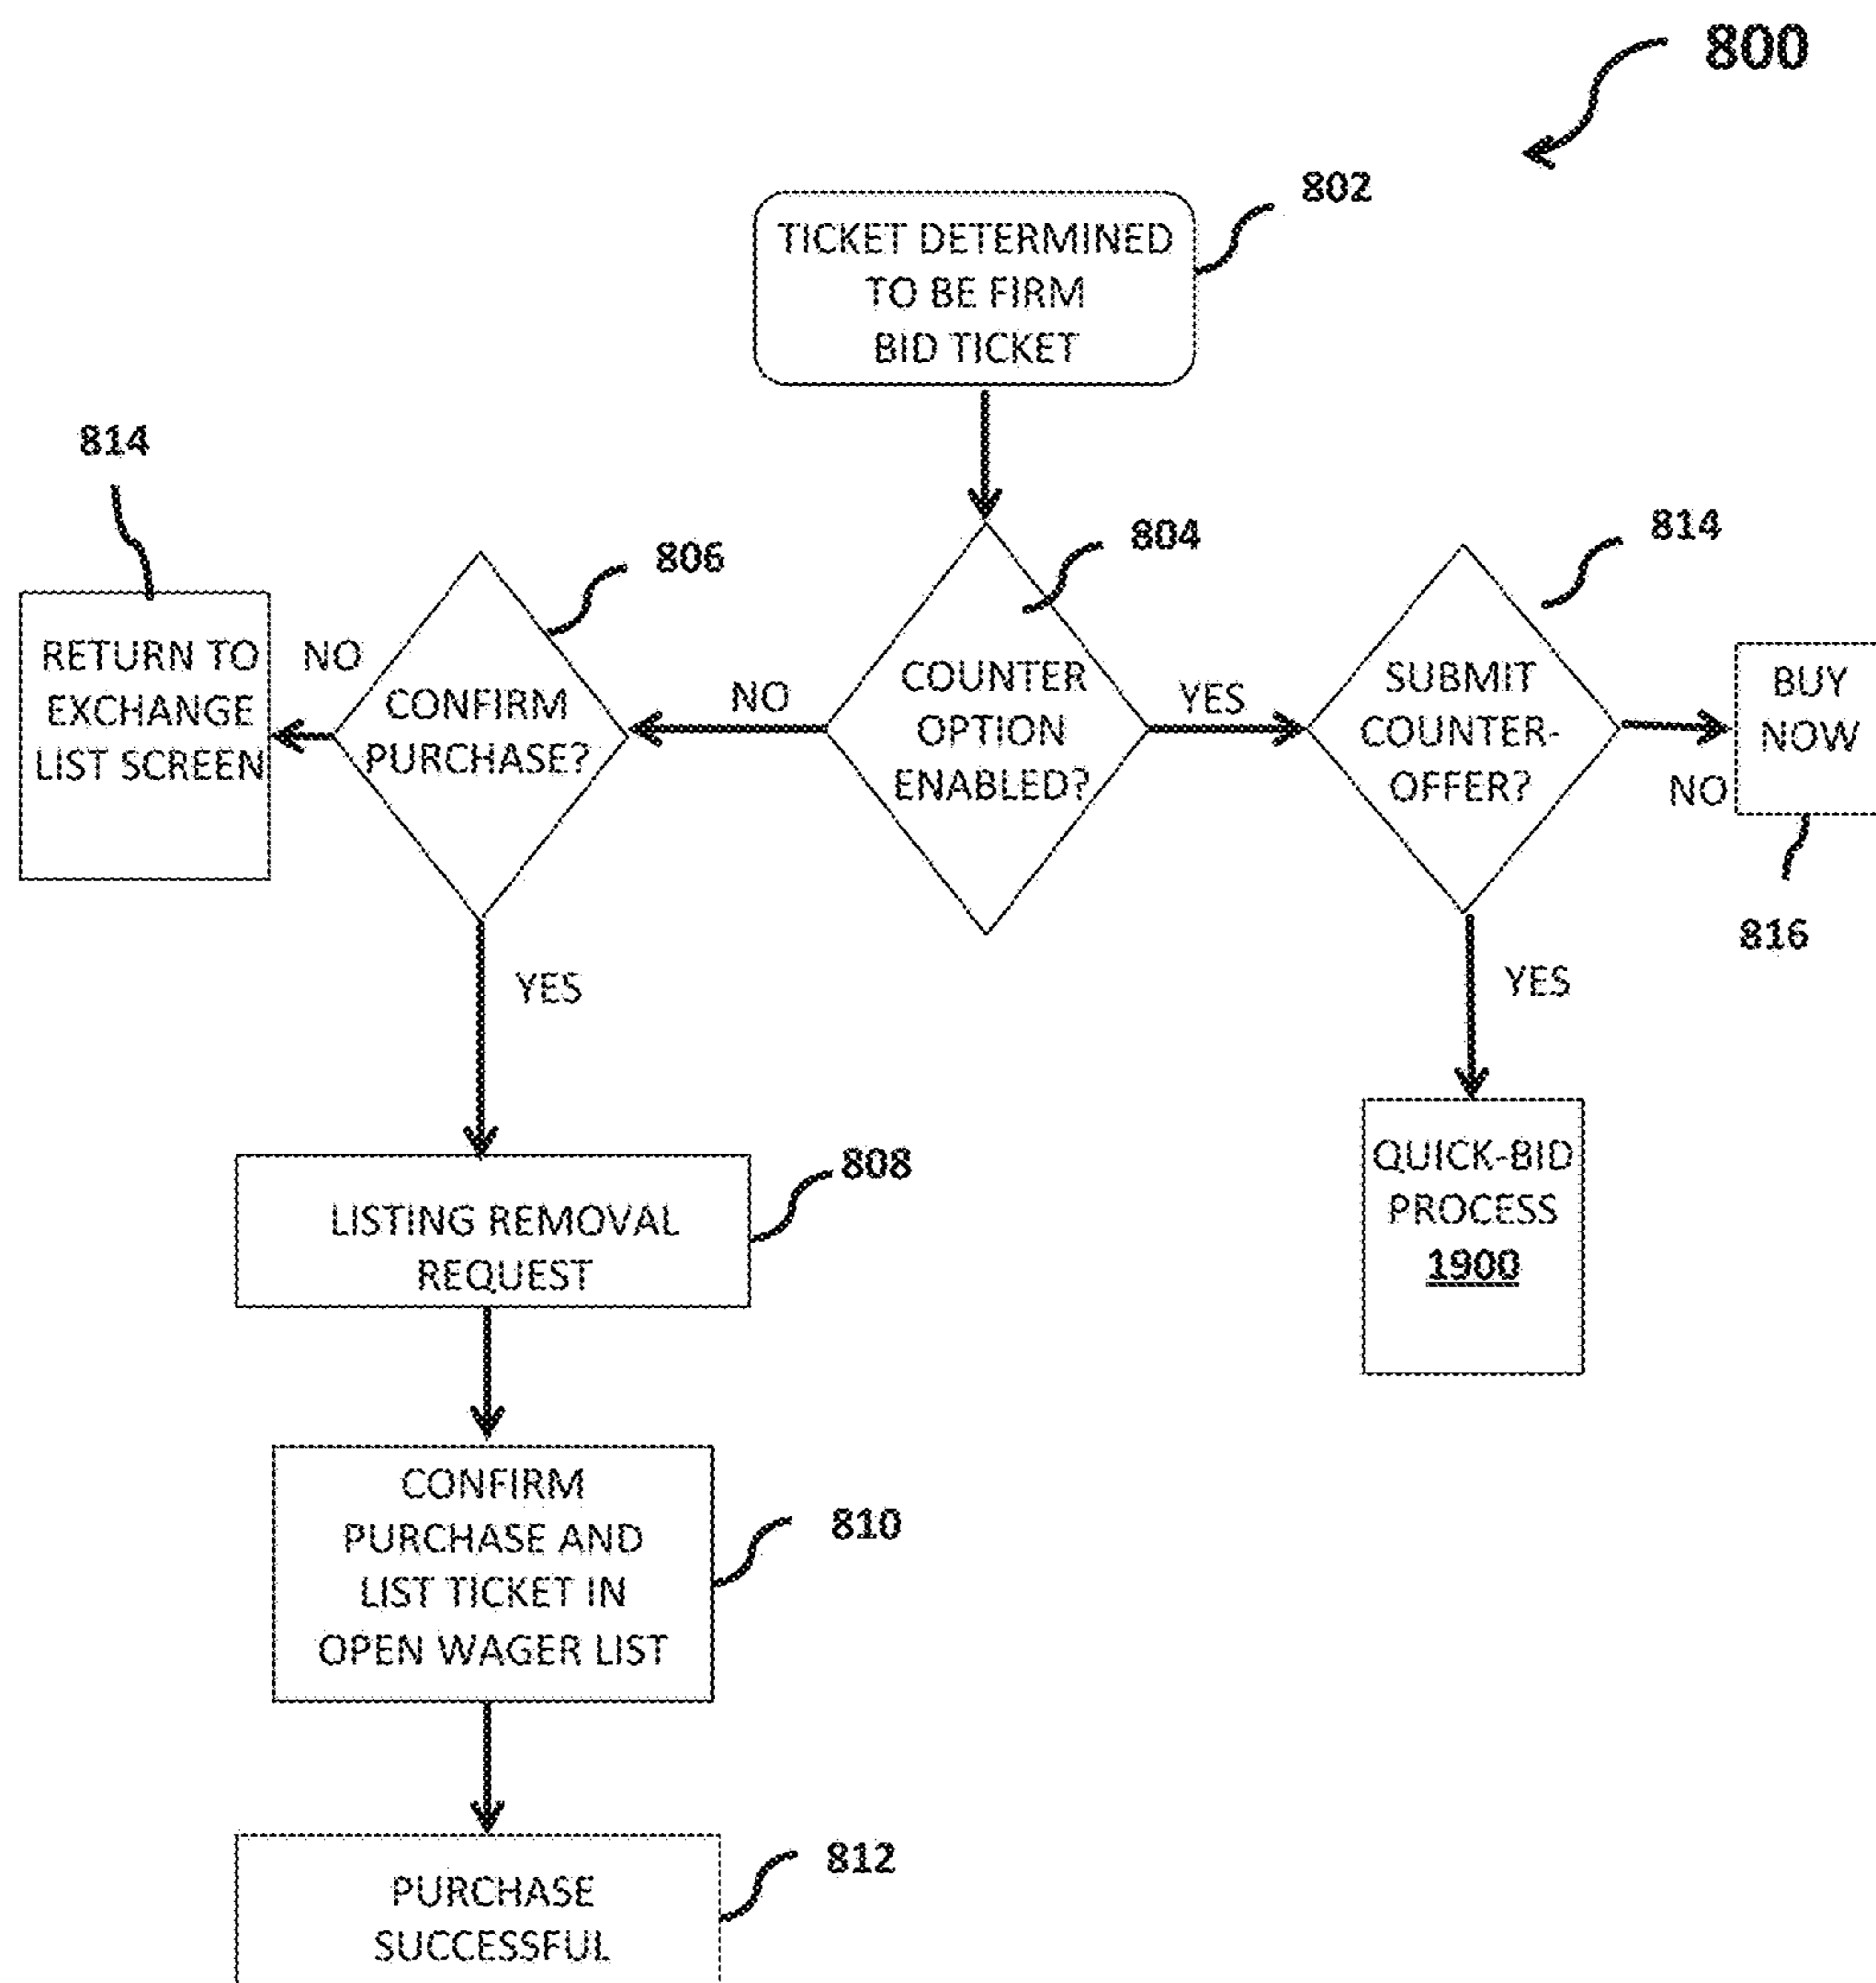 800
802
TICKET DETERMINED
TO BE FIRM
BID TICKET
814
806
804
814
RETURN TO
EXCHANGE
LIST SCREEN
NO
CONFIRM
PURCHASE?
NO
COUNTER
OPTION
ENABLED?
YES
SUBMIT
COUNTER-
OFFER?
NO
BUY
NOW
816
YES
YES
808
LISTING REMOVAL
REQUEST
QUICK-BID
PROCESS
1900
CONFIRM
PURCHASE AND
LIST TICKET IN
OPEN WAGER LIST
810
PURCHASE
SUCCESSFUL
812